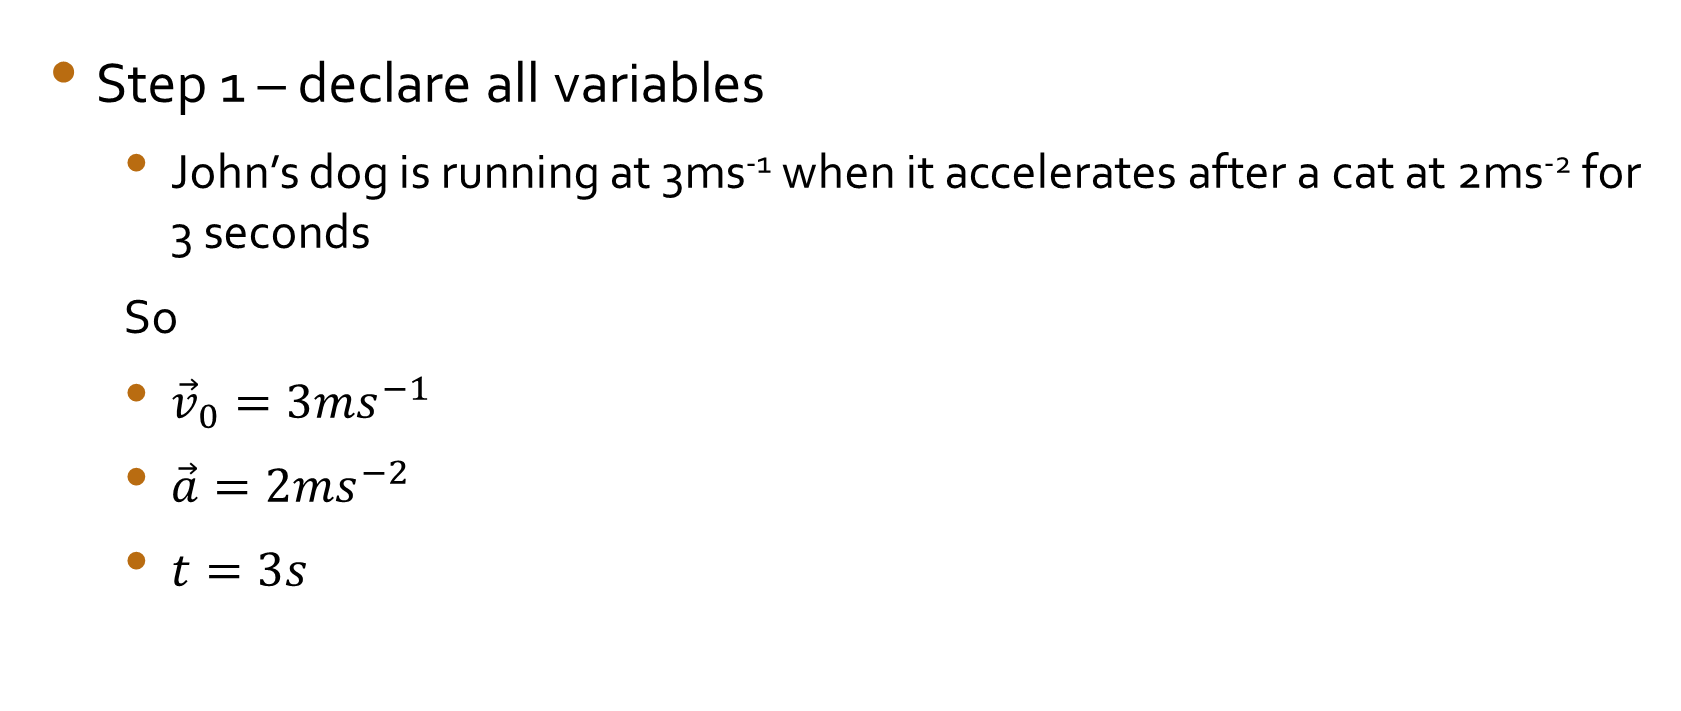 • Step 1 – declare all variables
• John’s dog is running at 3ms⁻¹ when it accelerates after a cat at 2ms⁻² for
3 seconds
So
• v⃗₀ = 3ms⁻¹
• a⃗ = 2ms⁻²
• t = 3s